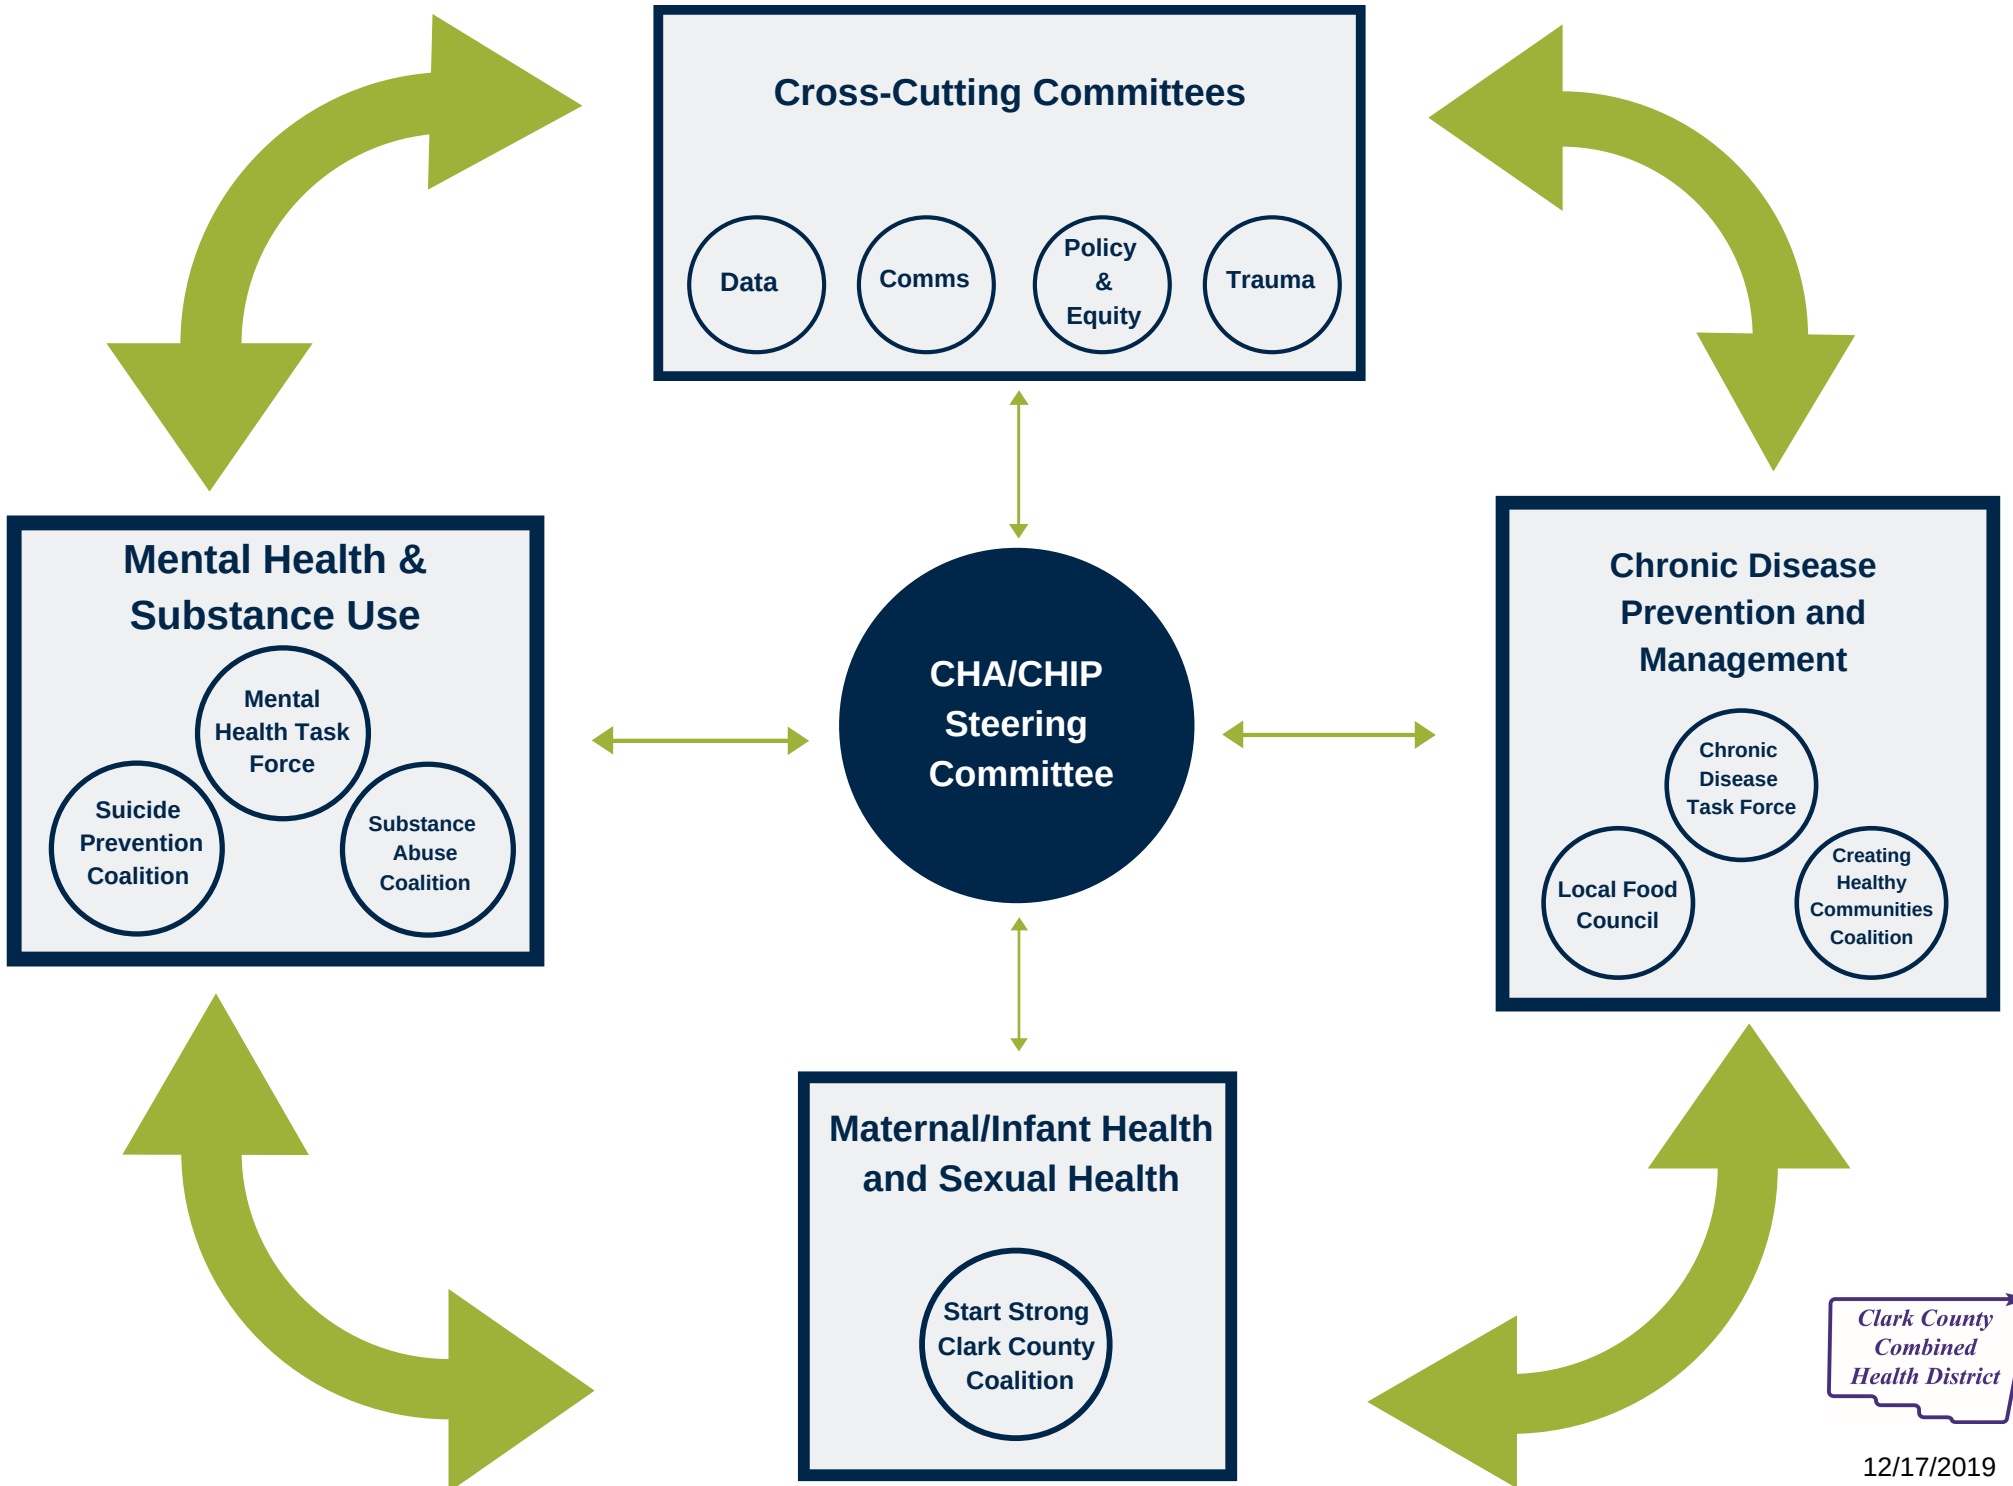 Cross-Cutting Committees
Data
Comms
Policy
&
Equity
Trauma
Mental Health &
Substance Use
Mental
Health Task
Force
Suicide
Prevention
Coalition
Substance
Abuse
Coalition
CHA/CHIP
Steering
Committee
Chronic Disease
Prevention and
Management
Chronic
Disease
Task Force
Local Food
Council
Creating
Healthy
Communities
Coalition
Maternal/Infant Health
and Sexual Health
Start Strong
Clark County
Coalition
Clark County
Combined
Health District
12/17/2019